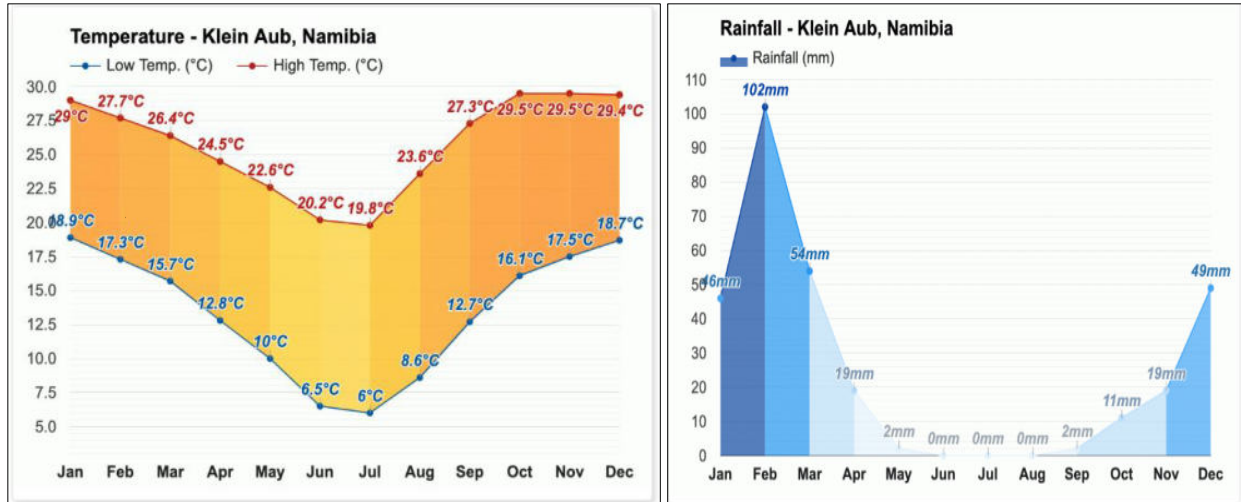 Temperature - Klein Aub, Namibia
Low Temp. (°C) High Temp. (°C)
30.0
27.5
25.0
22.5
20.0
17.5
15.0
12.5
10.0
7.5
5.0
29°C 27.7°C 26.4°C 24.5°C 22.6°C 20.2°C 19.8°C 23.6°C 27.3°C 29.5°C 29.5°C 29.4°C
18.9°C 17.3°C 15.7°C 12.8°C 10°C 6.5°C 6°C 8.6°C 12.7°C 16.1°C 17.5°C 18.7°C
Jan Feb Mar Apr May Jun Jul Aug Sep Oct Nov Dec
Rainfall - Klein Aub, Namibia
Rainfall (mm)
110
100
90
80
70
60
50
40
30
20
10
0
46mm 102mm 54mm 19mm 2mm 0mm 0mm 0mm 2mm 11mm 19mm 49mm
Jan Feb Mar Apr May Jun Jul Aug Sep Oct Nov Dec